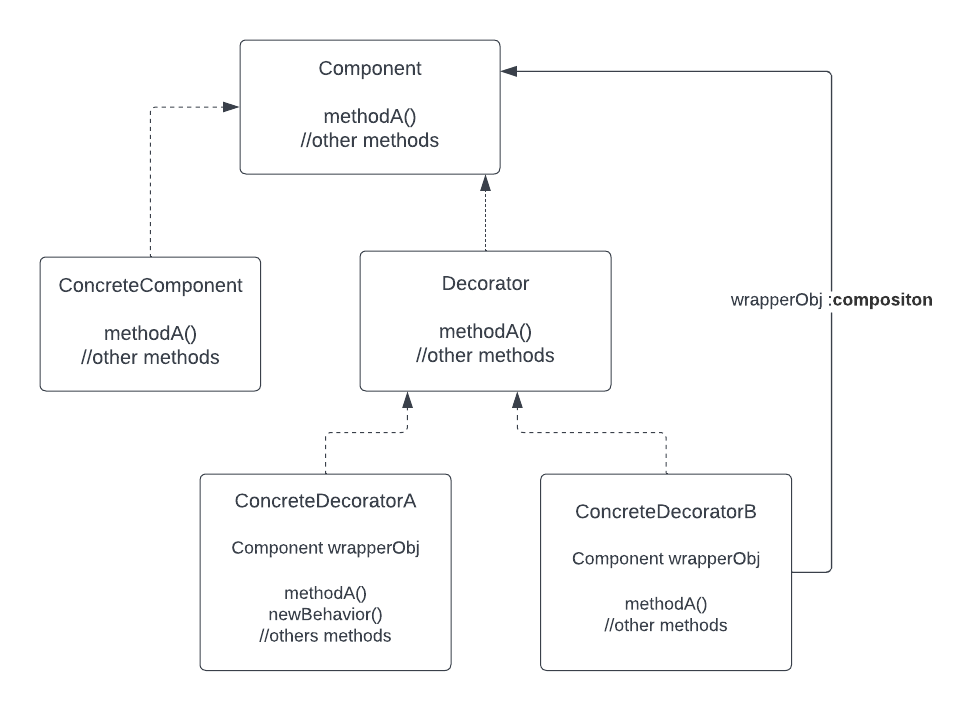 Component
methodA()
//other methods
ConcreteComponent
methodA()
//other methods
Decorator
methodA()
//other methods
wrapperObj :compositon
ConcreteDecoratorA
Component wrapperObj
methodA()
newBehavior()
//others methods
ConcreteDecoratorB
Component wrapperObj
methodA()
//other methods